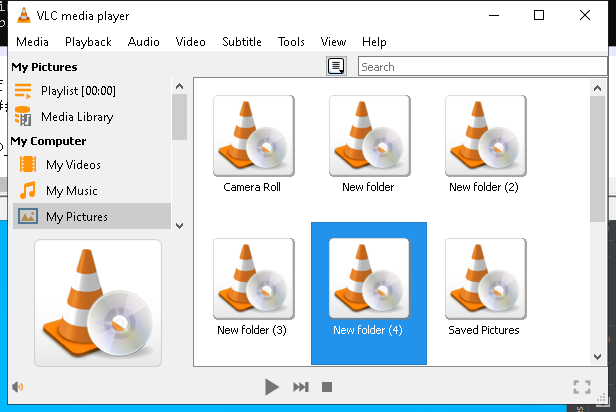 VLC media player
Media Playback Audio Video Subtitle Tools View Help
My Pictures
Search
Playlist [00:00]
Media Library
My Computer
My Videos
My Music
My Pictures
Camera Roll New folder New folder (2)
New folder (3) New folder (4) Saved Pictures